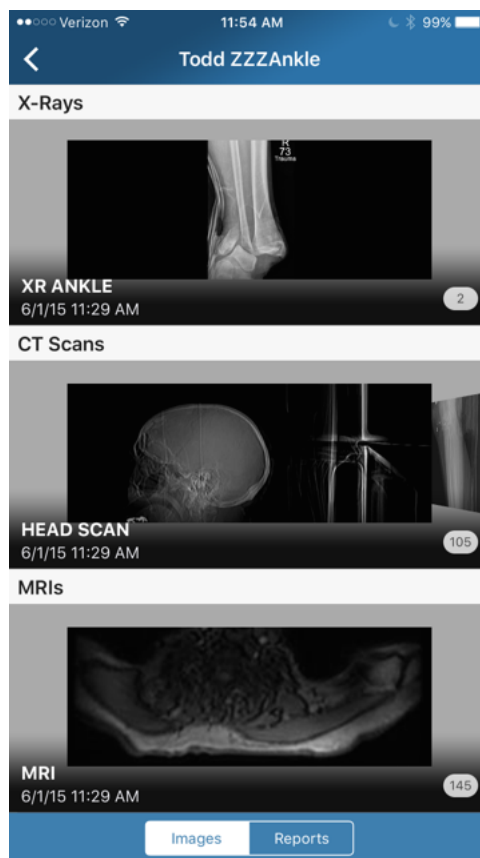 Verizon 11:54 AM 99%
Todd ZZZAnkle
X-Rays
R
73
Trauma
XR ANKLE
6/1/15 11:29 AM
2
CT Scans
HEAD SCAN
6/1/15 11:29 AM
105
MRIs
MRI
6/1/15 11:29 AM
145
Images Reports